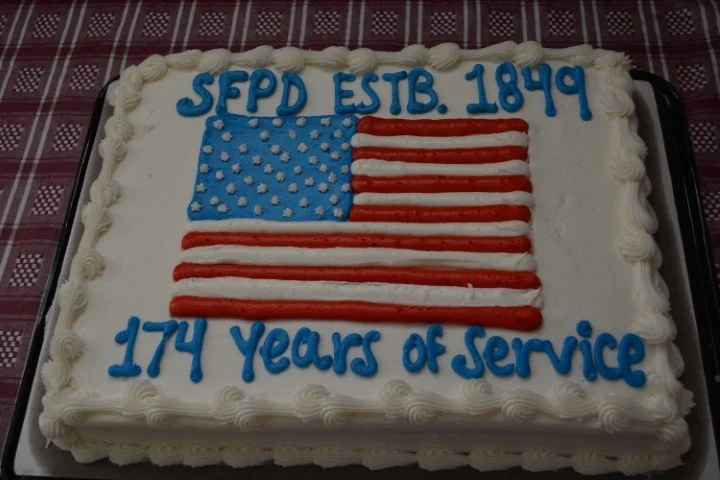 SFPD ESTB. 1849
174 Years of Service